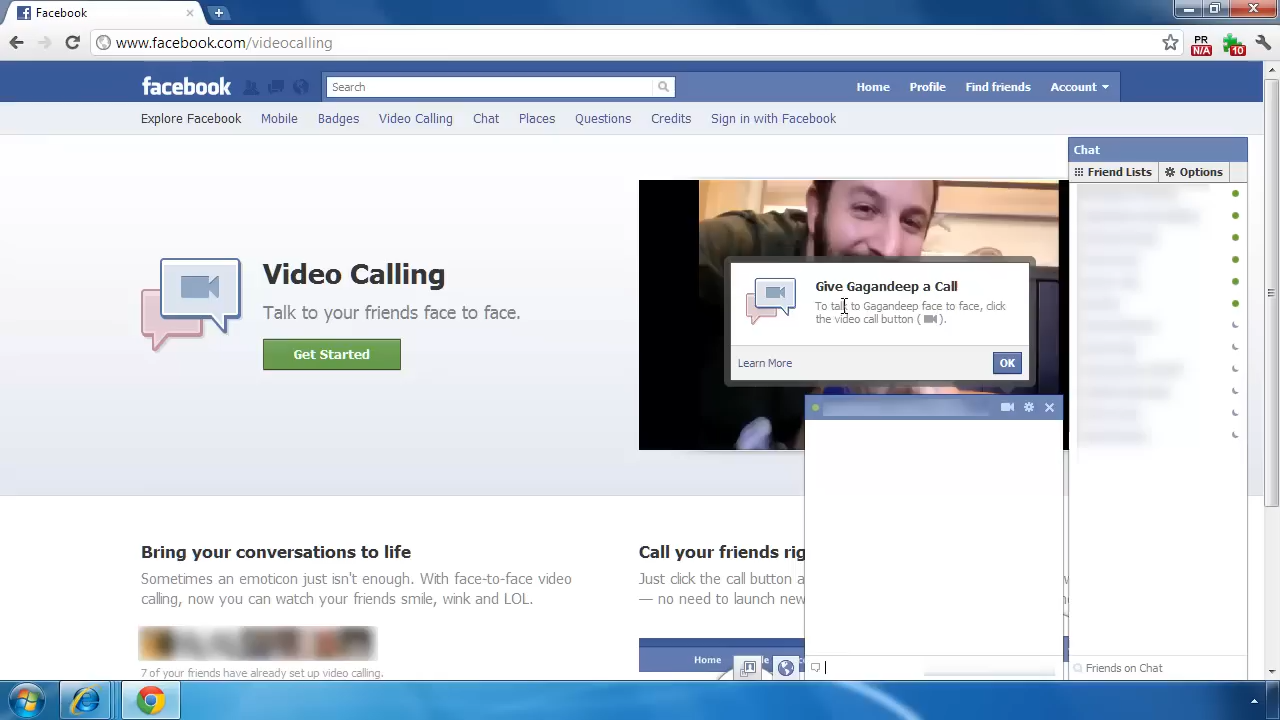 Facebook
www.facebook.com/videocalling
PR
N/A
10
facebook
Search
Home Profile Find friends Account
Explore Facebook Mobile Badges Video Calling Chat Places Questions Credits Sign in with Facebook
Chat
Friend Lists Options
Video Calling
Talk to your friends face to face.
Get Started
Give Gagandeep a Call
To talk to Gagandeep face to face, click
the video call button ( ).
Learn More
OK
Bring your conversations to life
Sometimes an emoticon just isn't enough. With face-to-face video
calling, now you can watch your friends smile, wink and LOL.
7 of your friends have already set up video calling.
Call your friends
Just click the call button
— no need to launch
Home
Friends on Chat